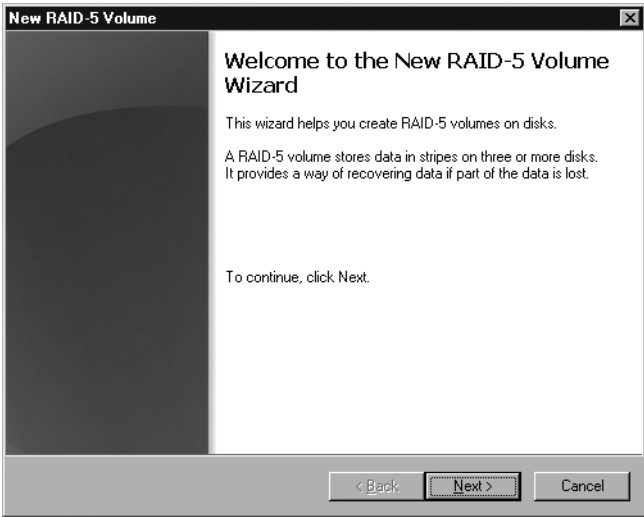 New RAID-5 Volume
Welcome to the New RAID-5 Volume
Wizard
This wizard helps you create RAID-5 volumes on disks.
A RAID-5 volume stores data in stripes on three or more disks.
It provides a way of recovering data if part of the data is lost.
To continue, click Next.
< Back
Next >
Cancel